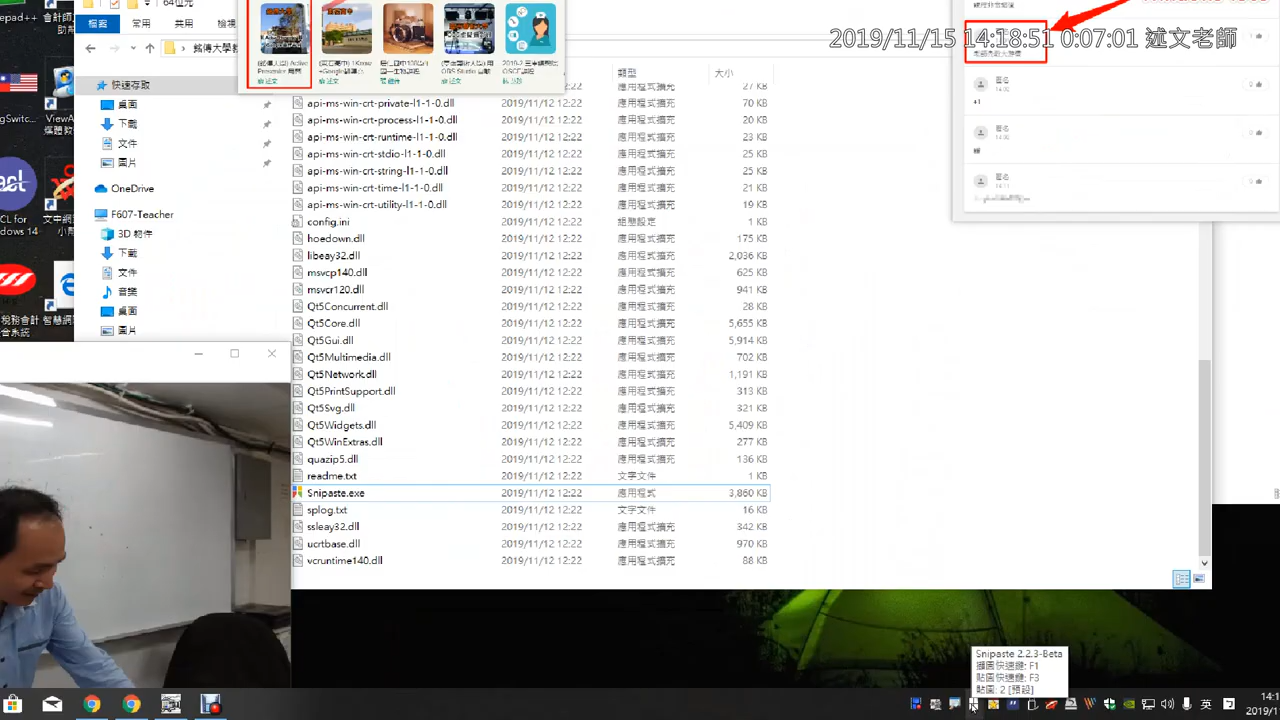 64位元
檔案
常用
共用
檢視
2019/11/15 14:18:51 0:07:01 述文老師
類型
大小
快速存取
桌面
下載
文件
圖片
OneDrive
F607-Teacher
3D 物件
下載
文件
音樂
桌面
圖片
應用程式擴充 27 KB
api-ms-win-crt-private-l1-1-0.dll 2019/11/12 12:22 應用程式擴充 70 KB
api-ms-win-crt-process-l1-1-0.dll 2019/11/12 12:22 應用程式擴充 20 KB
api-ms-win-crt-runtime-l1-1-0.dll 2019/11/12 12:22 應用程式擴充 23 KB
api-ms-win-crt-stdio-l1-1-0.dll 2019/11/12 12:22 應用程式擴充 25 KB
api-ms-win-crt-string-l1-1-0.dll 2019/11/12 12:22 應用程式擴充 25 KB
api-ms-win-crt-time-l1-1-0.dll 2019/11/12 12:22 應用程式擴充 21 KB
api-ms-win-crt-utility-l1-1-0.dll 2019/11/12 12:22 應用程式擴充 19 KB
config.ini 2019/11/12 12:22 組態設定 1 KB
hoedown.dll 2019/11/12 12:22 應用程式擴充 175 KB
libeay32.dll 2019/11/12 12:22 應用程式擴充 2,036 KB
msvcp140.dll 2019/11/12 12:22 應用程式擴充 625 KB
msvcr120.dll 2019/11/12 12:22 應用程式擴充 941 KB
Qt5Concurrent.dll 2019/11/12 12:22 應用程式擴充 28 KB
Qt5Core.dll 2019/11/12 12:22 應用程式擴充 5,655 KB
Qt5Gui.dll 2019/11/12 12:22 應用程式擴充 5,914 KB
Qt5Multimedia.dll 2019/11/12 12:22 應用程式擴充 702 KB
Qt5Network.dll 2019/11/12 12:22 應用程式擴充 1,191 KB
Qt5PrintSupport.dll 2019/11/12 12:22 應用程式擴充 313 KB
Qt5Svg.dll 2019/11/12 12:22 應用程式擴充 321 KB
Qt5Widgets.dll 2019/11/12 12:22 應用程式擴充 5,409 KB
Qt5WinExtras.dll 2019/11/12 12:22 應用程式擴充 277 KB
quazip5.dll 2019/11/12 12:22 應用程式擴充 136 KB
readme.txt 2019/11/12 12:22 文字文件 1 KB
Snipaste.exe 2019/11/12 12:22 應用程式 3,860 KB
splog.txt 2019/11/12 12:22 文字文件 16 KB
ssleay32.dll 2019/11/12 12:22 應用程式擴充 342 KB
ucrtbase.dll 2019/11/12 12:22 應用程式擴充 970 KB
vcruntime140.dll 2019/11/12 12:22 應用程式擴充 88 KB
匿名
+1
匿名
匿名
Snipaste 2.2.3-Beta
擷圖快速鍵: F1
貼圖快速鍵: F3
貼圖: 2 [預設]
英
14:1
2019/1